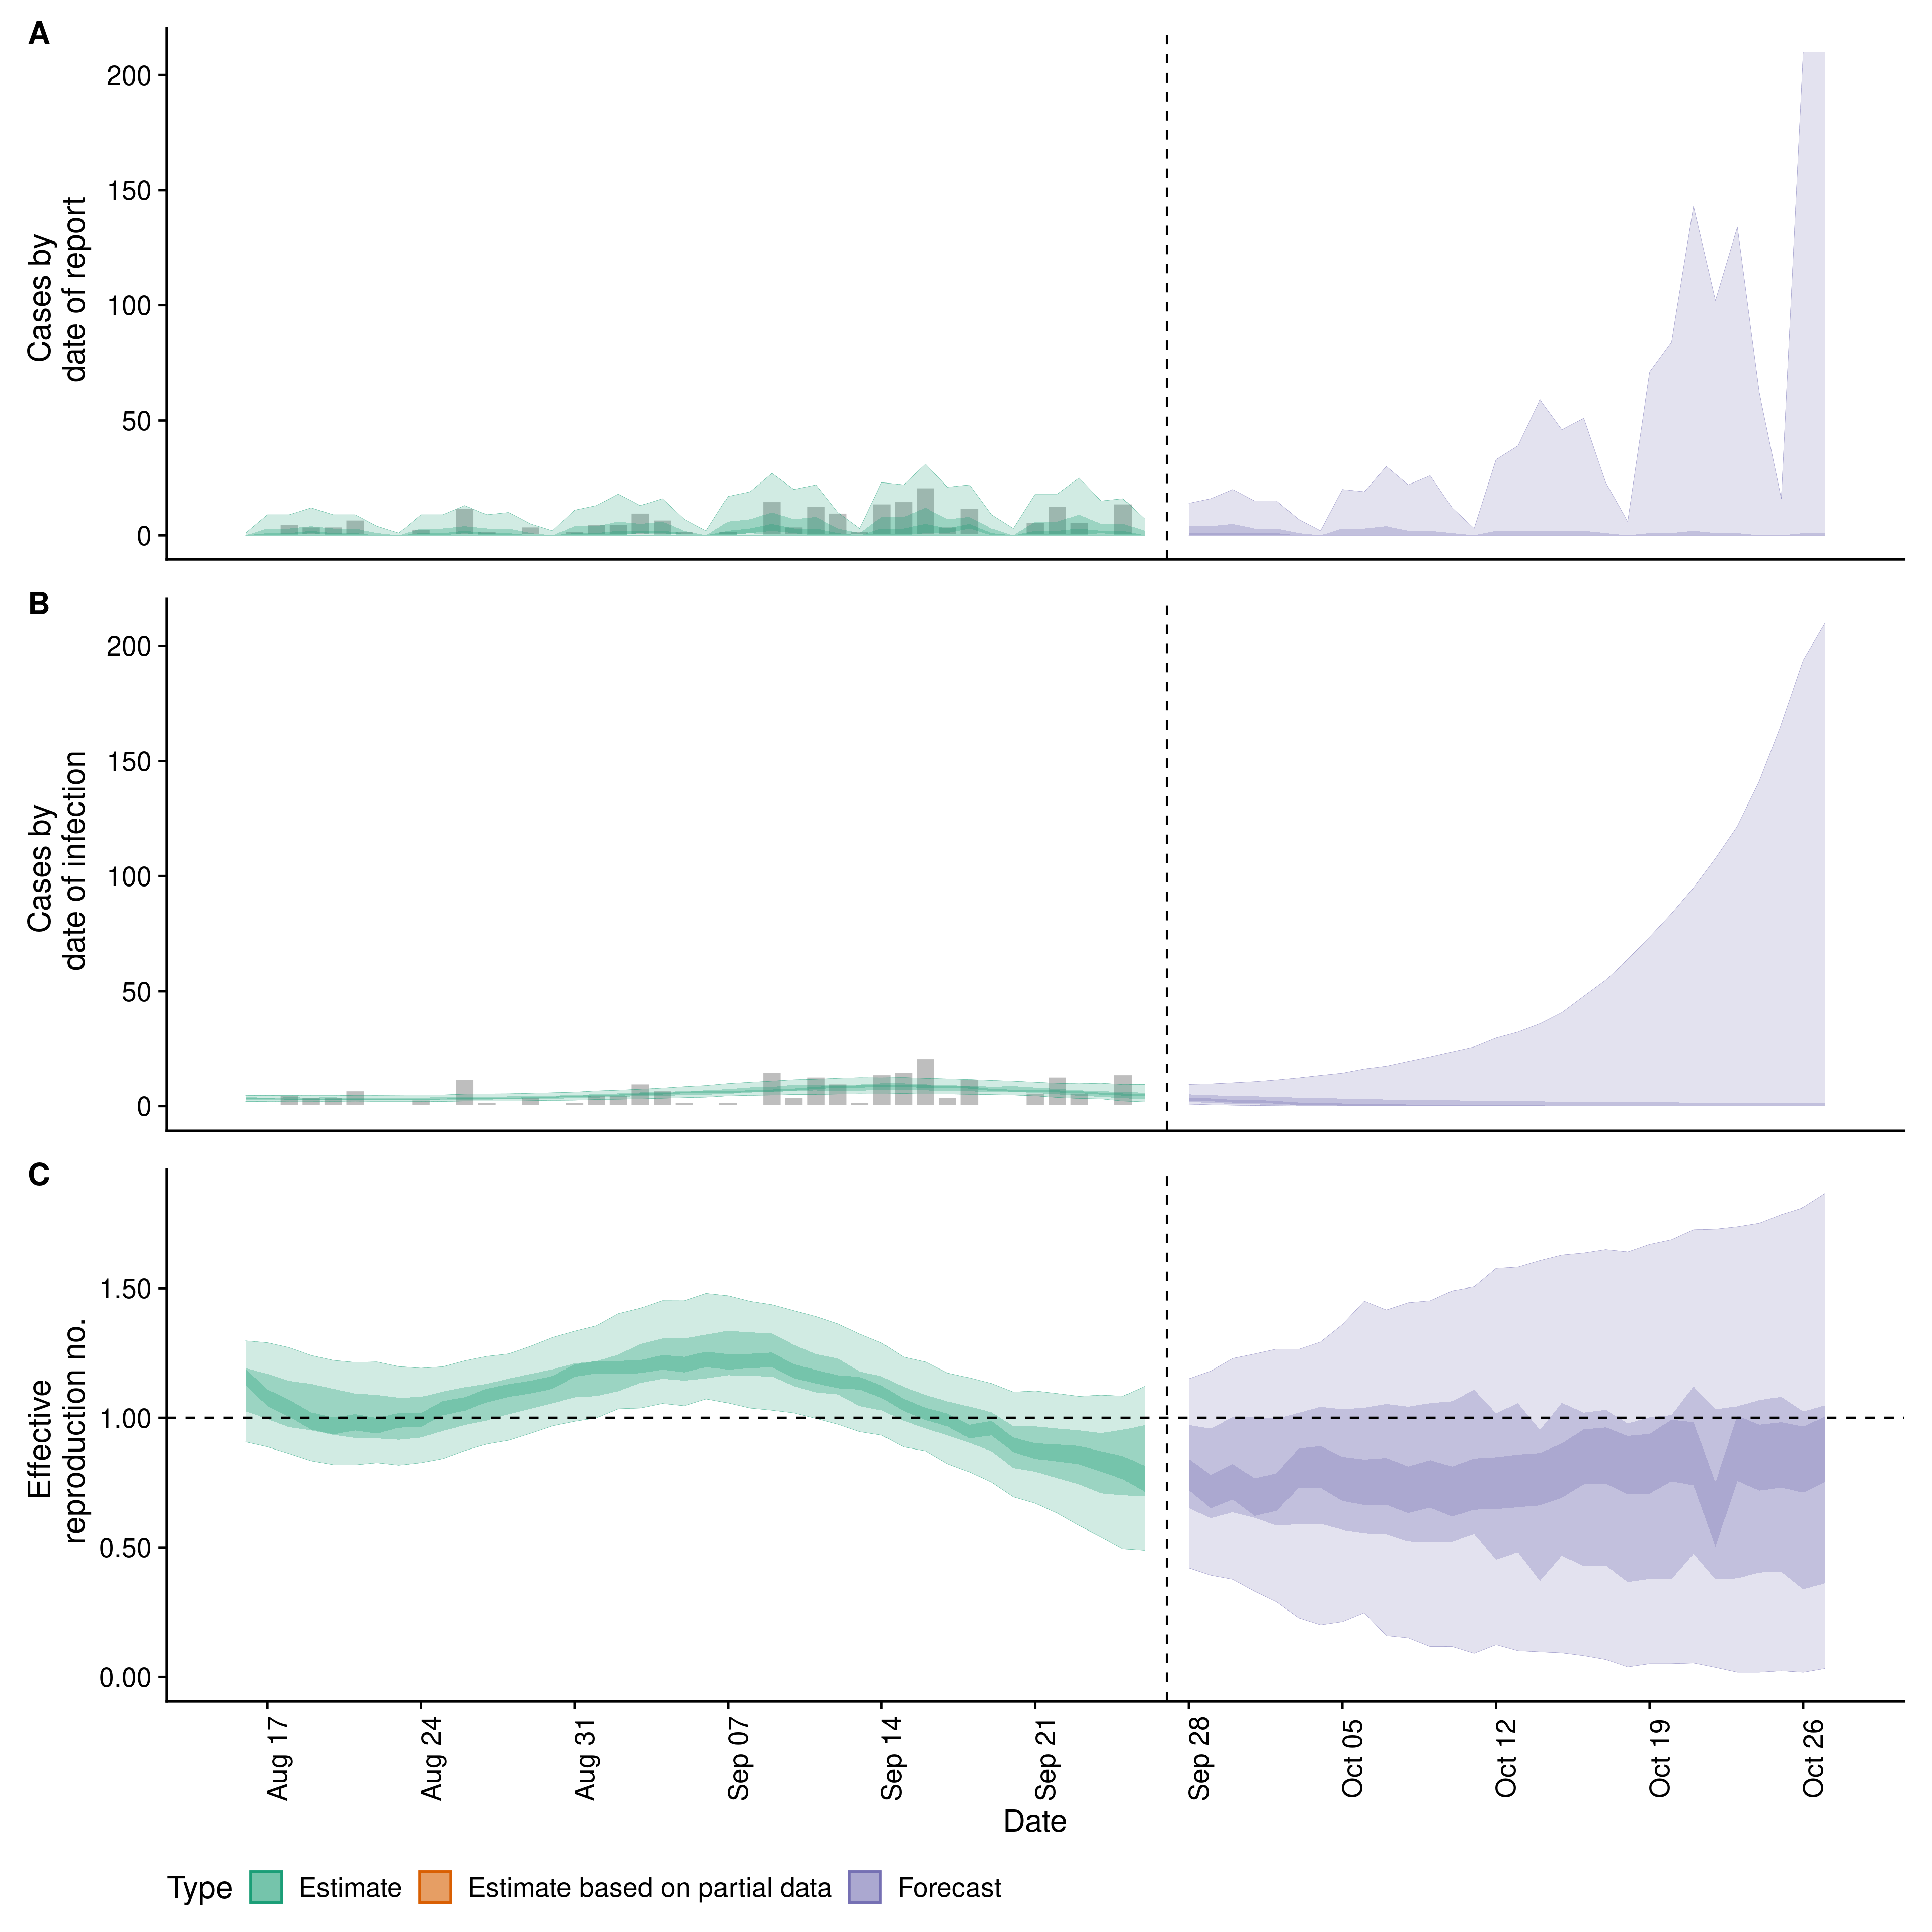 A
Cases by
date of report
200
150
100
50
0
B
Cases by
date of infection
200
150
100
50
0
C
Effective
reproduction no.
1.50
1.00
0.50
0.00
Aug 17
Aug 24
Aug 31
Sep 07
Sep 14
Sep 21
Sep 28
Oct 05
Oct 12
Oct 19
Oct 26
Date
Type Estimate Estimate based on partial data Forecast